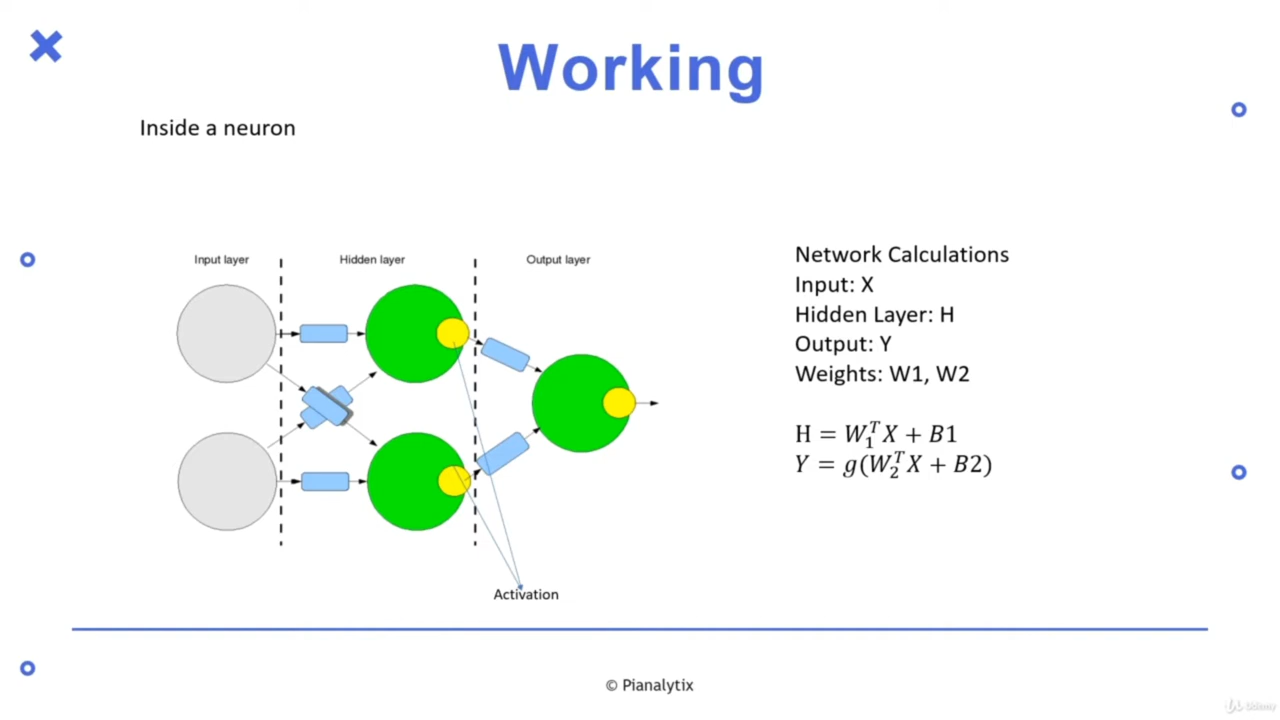 Working
Inside a neuron
Input layer
Hidden layer
Output layer
Activation
Network Calculations
Input: X
Hidden Layer: H
Output: Y
Weights: W1, W2
H = W₁ᵀX + B1
Y = g(W₂ᵀX + B2)
© Pianalytix
Udemy